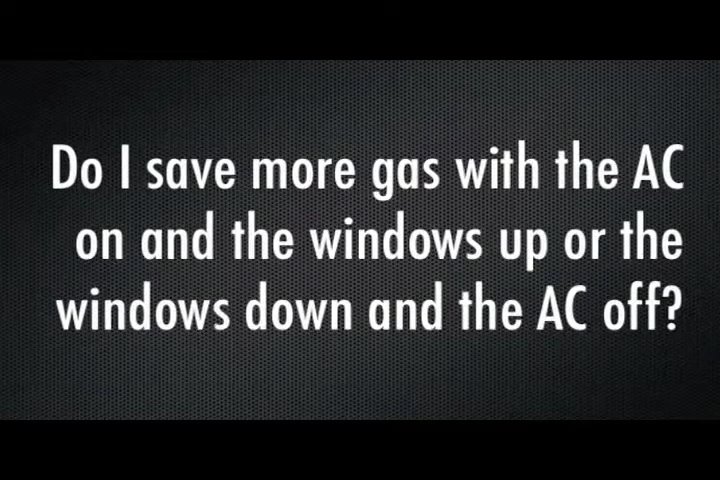 Do I save more gas with the AC
on and the windows up or the
windows down and the AC off?